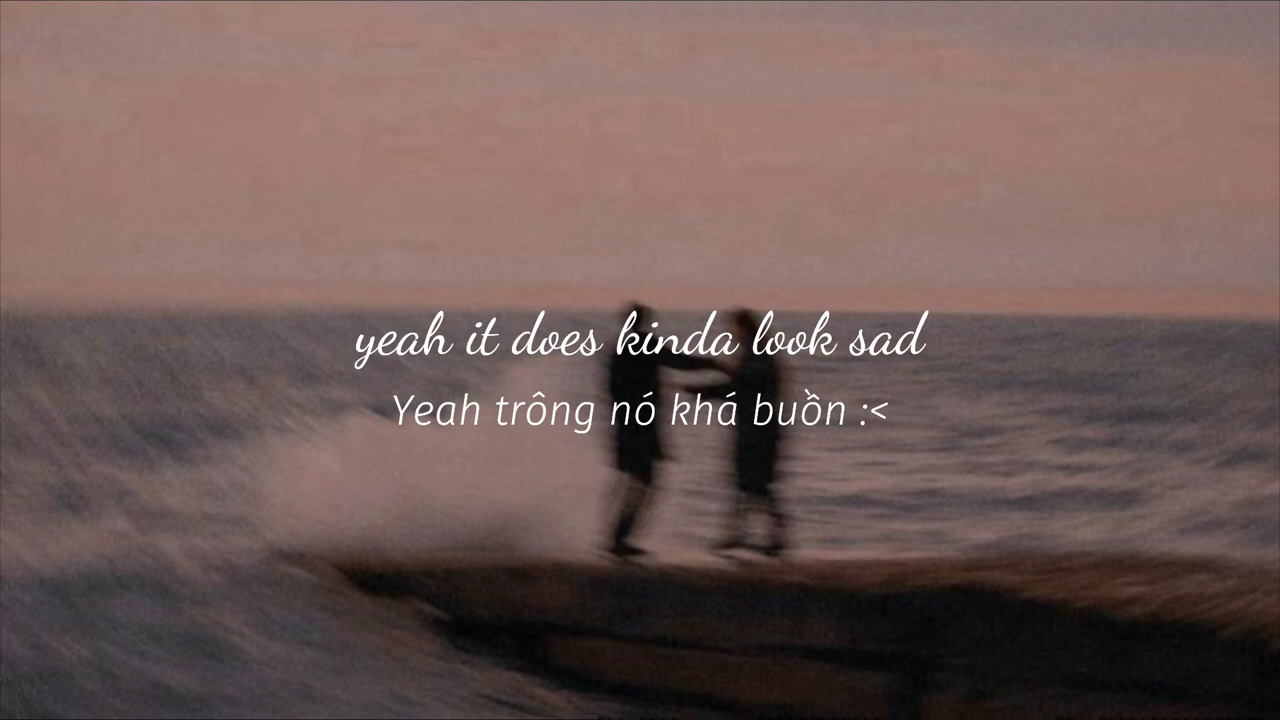 yeah it does kinda look sad
Yeah trông nó khá buồn :<